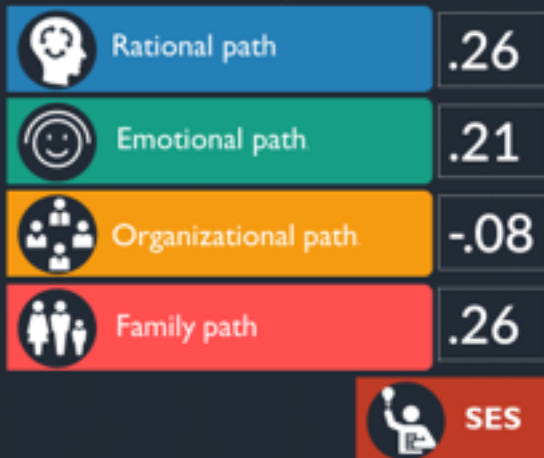 Rational path .26
Emotional path .21
Organizational path -.08
Family path .26
SES